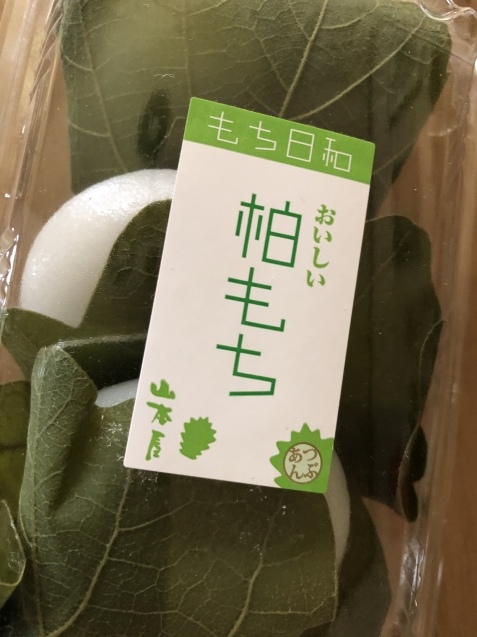 もち日和
おいしい
柏もち
山本屋
つぶ
あん